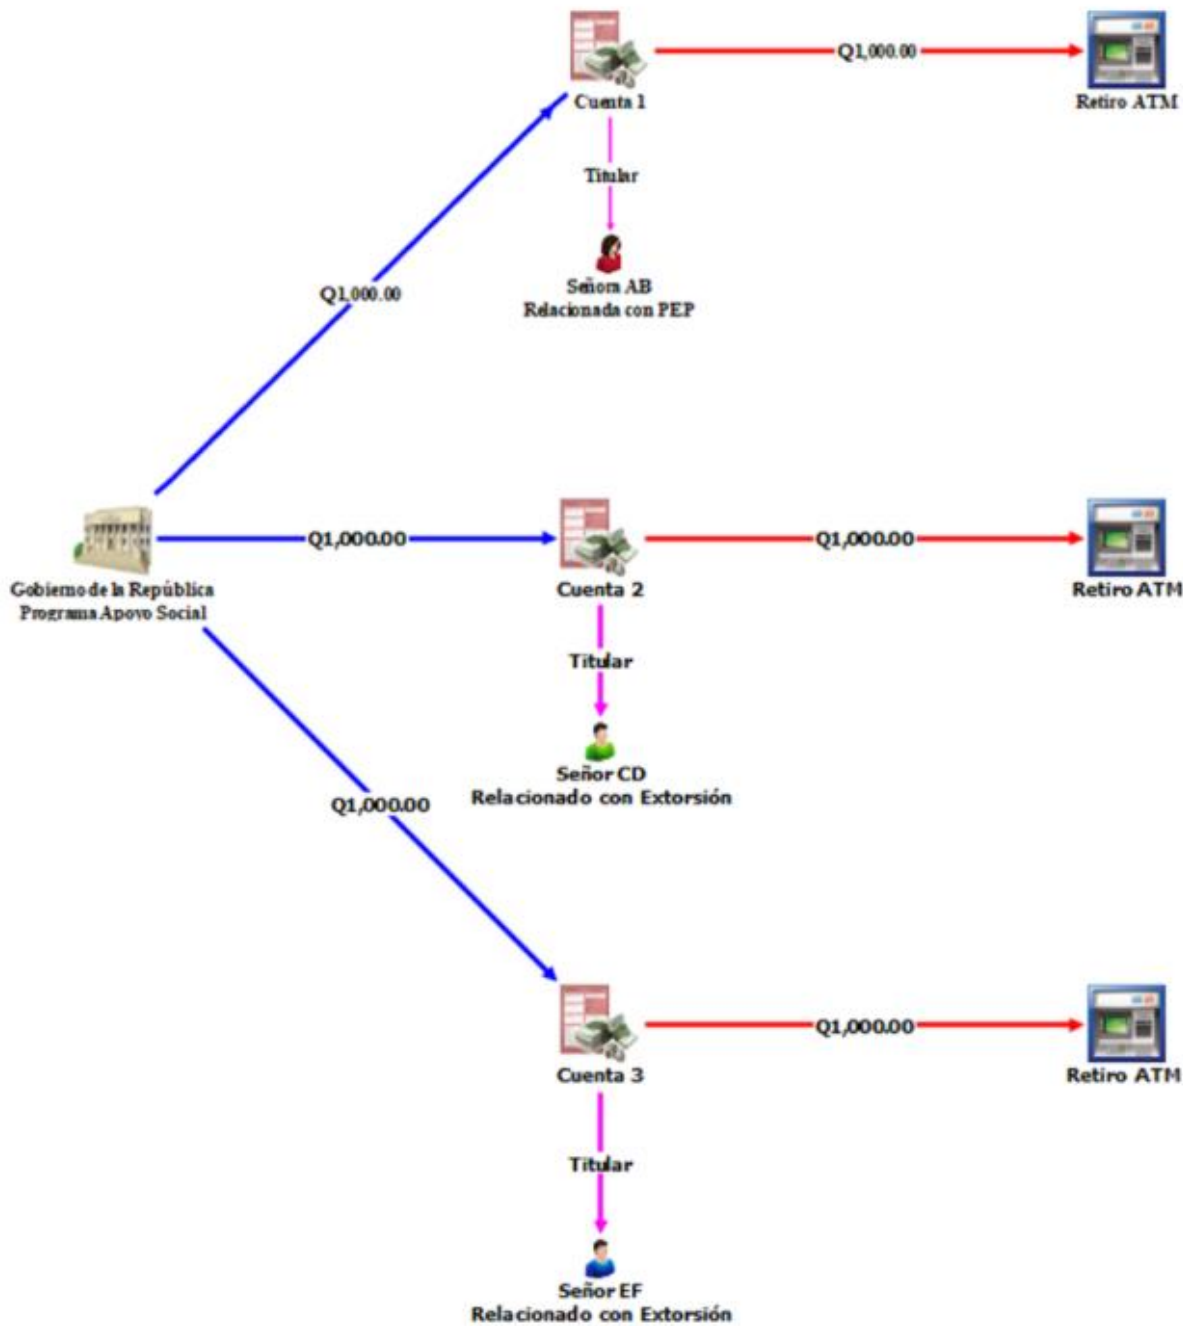 Q1,000.00
Cuenta 1
Retiro ATM
Titular
Señora AB
Relacionada con PEP
Q1,000.00
Gobierno de la República
Programa Apoyo Social
Q1,000.00
Cuenta 2
Q1,000.00
Retiro ATM
Titular
Señor CD
Relacionado con Extorsión
Q1,000.00
Cuenta 3
Q1,000.00
Retiro ATM
Titular
Señor EF
Relacionado con Extorsión